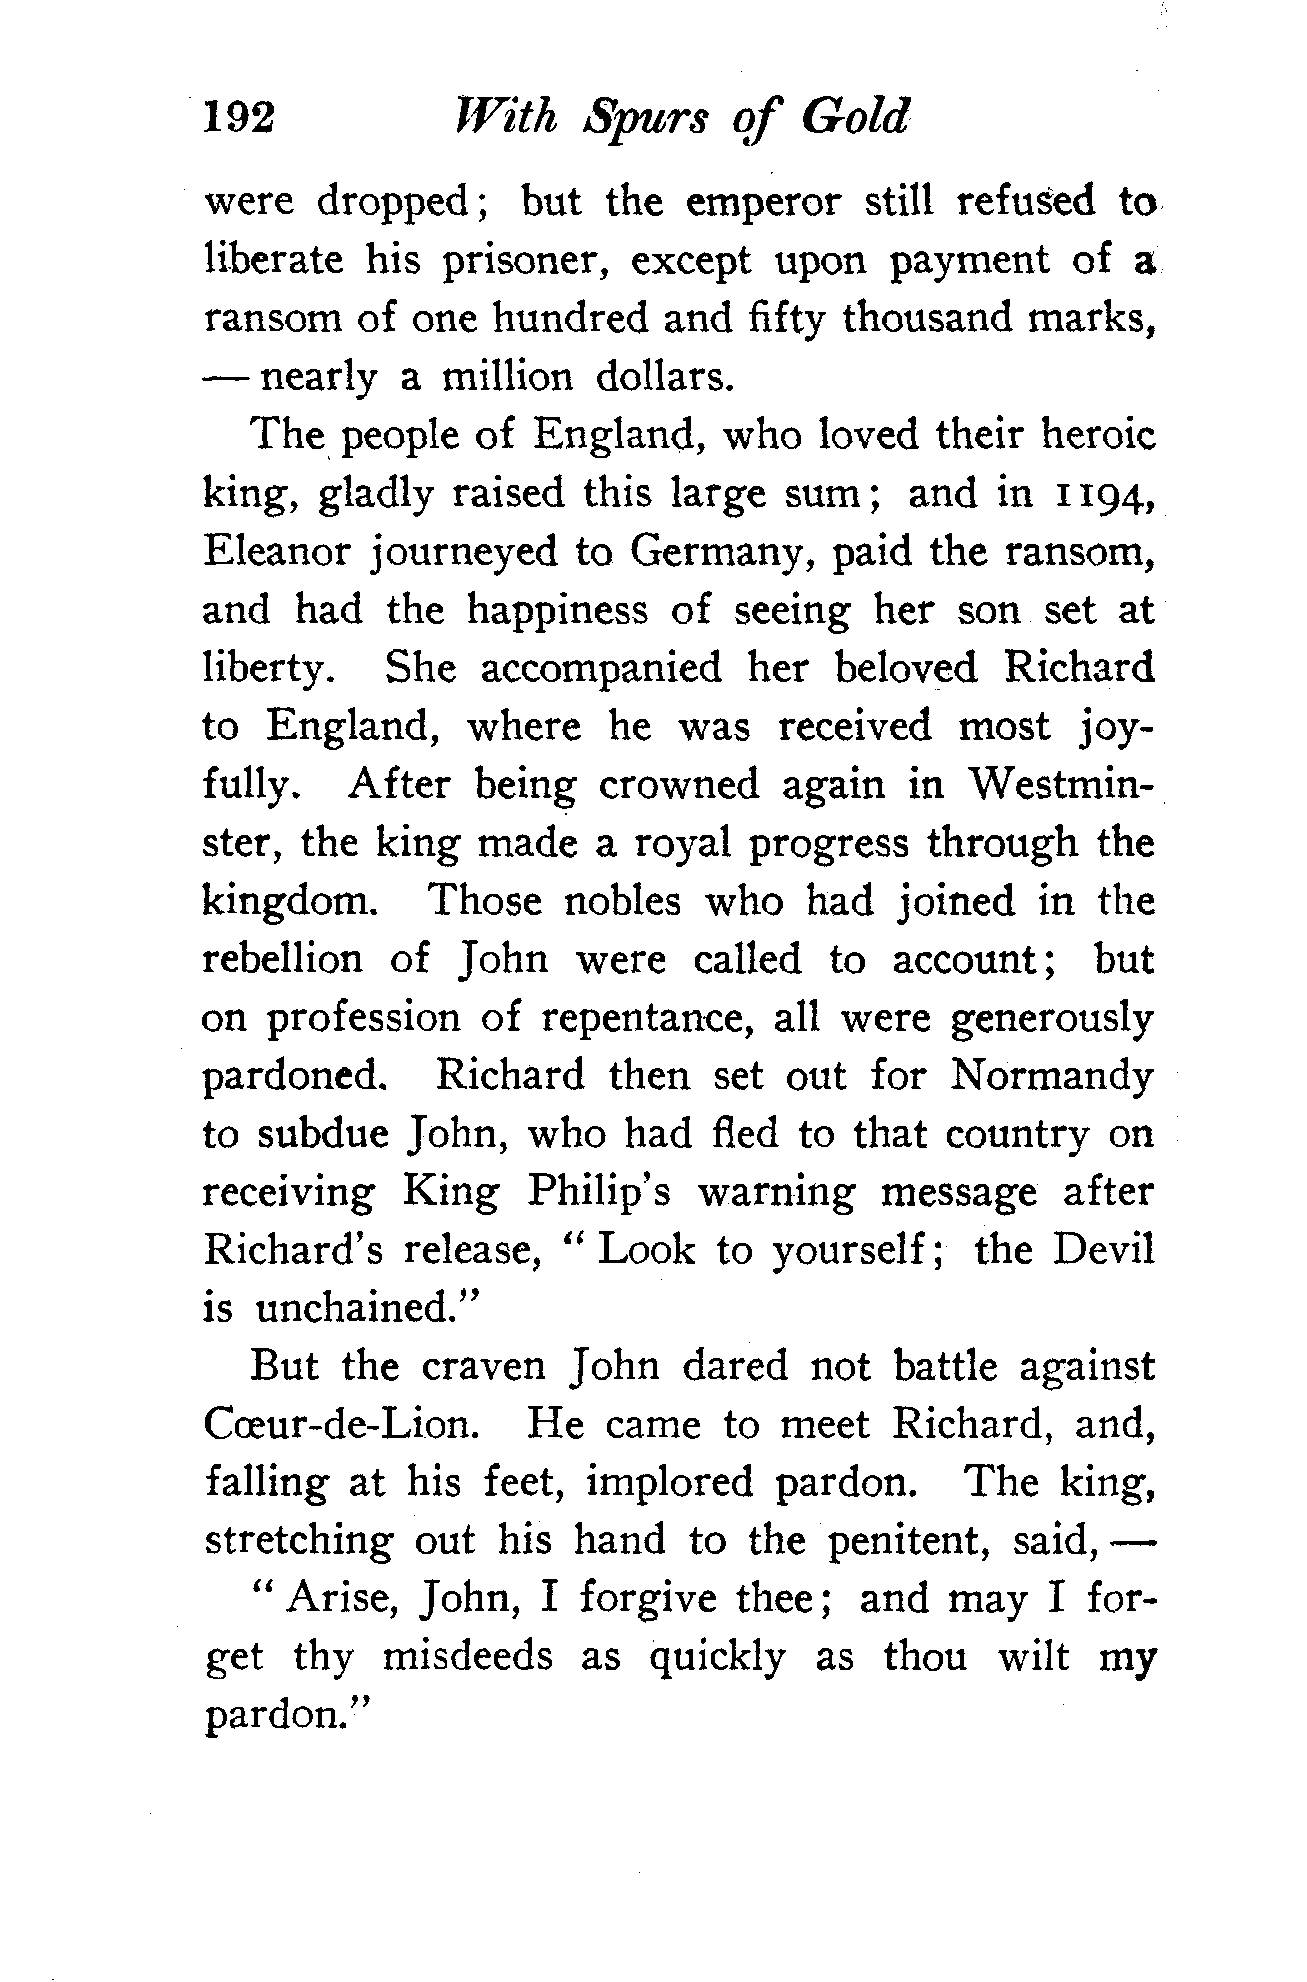 192 With Spurs of Gold
were dropped; but the emperor still refused to
liberate his prisoner, except upon payment of a
ransom of one hundred and fifty thousand marks,
— nearly a million dollars.
The people of England, who loved their heroic
king, gladly raised this large sum; and in 1194,
Eleanor journeyed to Germany, paid the ransom,
and had the happiness of seeing her son set at
liberty. She accompanied her beloved Richard
to England, where he was received most joy-
fully. After being crowned again in Westmin-
ster, the king made a royal progress through the
kingdom. Those nobles who had joined in the
rebellion of John were called to account; but
on profession of repentance, all were generously
pardoned. Richard then set out for Normandy
to subdue John, who had fled to that country on
receiving King Philip's warning message after
Richard's release, “Look to yourself; the Devil
is unchained.”
But the craven John dared not battle against
Cœur-de-Lion. He came to meet Richard, and,
falling at his feet, implored pardon. The king,
stretching out his hand to the penitent, said, —
“Arise, John, I forgive thee; and may I for-
get thy misdeeds as quickly as thou wilt my
pardon.”